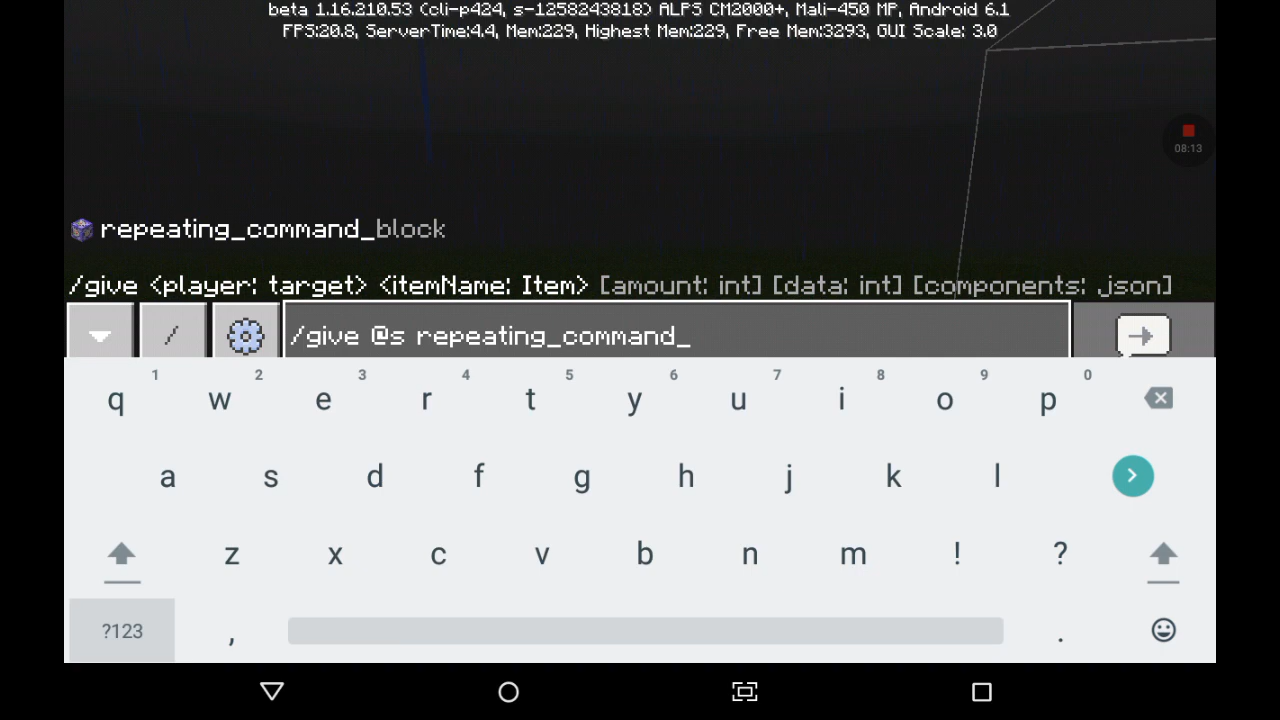 beta 1.16.210.53 (cli-p424, s-1258243818) ALPS CM2000+, Mali-450 MP, Android 6.1
FPS:20.8, ServerTime:4.4, Mem:229, Highest Mem:229, Free Mem:3293, GUI Scale: 3.0
08:13
repeating_command_block
/give <player: target> <itemName: Item> [amount: int] [data: int] [components: json]
/ /give @s repeating_command_
1 2 3 4 5 6 7 8 9 0
q w e r t y u i o p
a s d f g h j k l
z x c v b n m ! ?
?123 , .